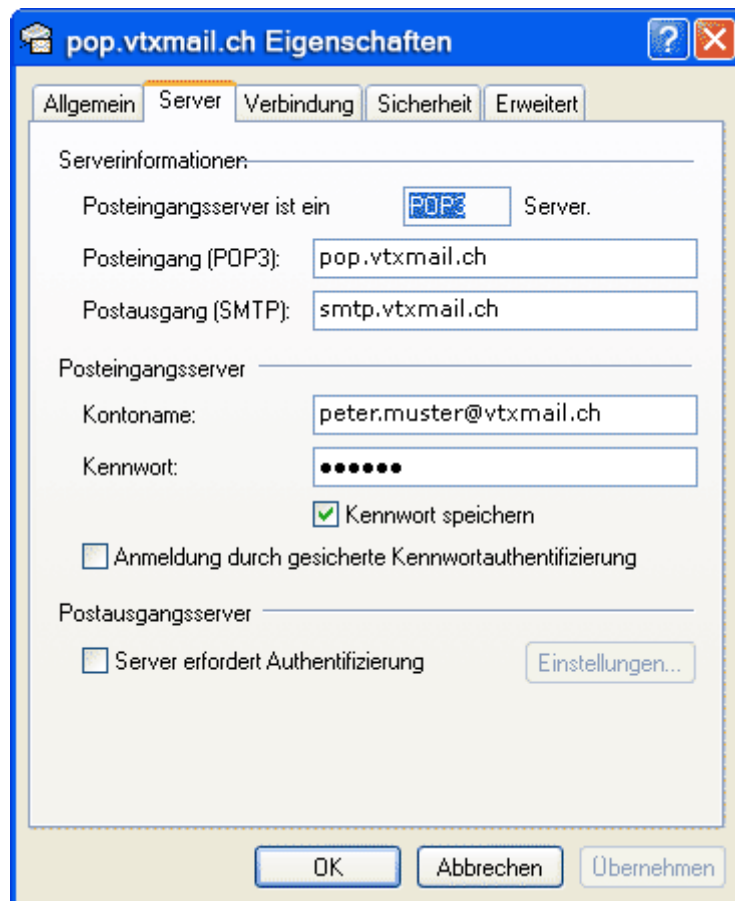 pop.vtxmail.ch Eigenschaften
Allgemein Server Verbindung Sicherheit Erweitert
Serverinformationen
Posteingangsserver ist ein POP3 Server.
Posteingang (POP3): pop.vtxmail.ch
Postausgang (SMTP): smtp.vtxmail.ch
Posteingangsserver
Kontoname: peter.muster@vtxmail.ch
Kennwort: ●●●●●●
Kennwort speichern
Anmeldung durch gesicherte Kennwortauthentifizierung
Postausgangsserver
Server erfordert Authentifizierung Einstellungen...
OK Abbrechen Übernehmen